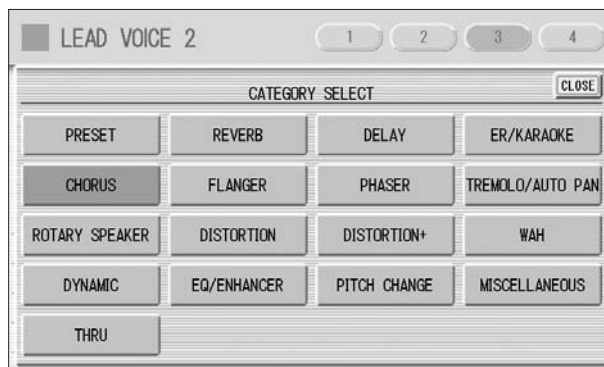 LEAD VOICE 2 1 2 3 4
CATEGORY SELECT CLOSE
PRESET REVERB DELAY ER/KARAOKE
CHORUS FLANGER PHASER TREMOLO/AUTO PAN
ROTARY SPEAKER DISTORTION DISTORTION+ WAH
DYNAMIC EQ/ENHANCER PITCH CHANGE MISCELLANEOUS
THRU